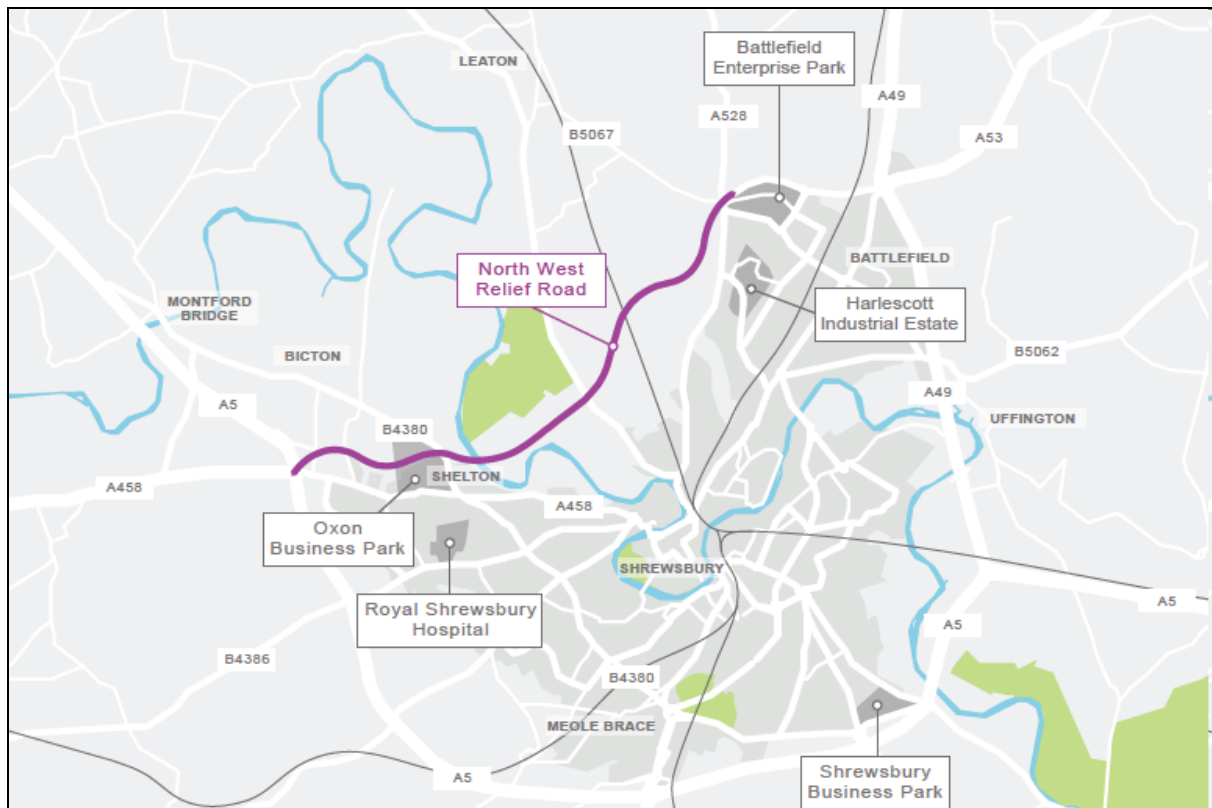 Battlefield
Enterprise Park
LEATON
A49
A528
B5067
A53
North West
Relief Road
BATTLEFIELD
MONTFORD
BRIDGE
Harlescott
Industrial Estate
BICTON
B5062
A49
A5
UFFINGTON
B4380
SHELTON
A458
A458
Oxon
Business Park
SHREWSBURY
Royal Shrewsbury
Hospital
A5
A5
B4386
B4380
MEOLE BRACE
A5
Shrewsbury
Business Park